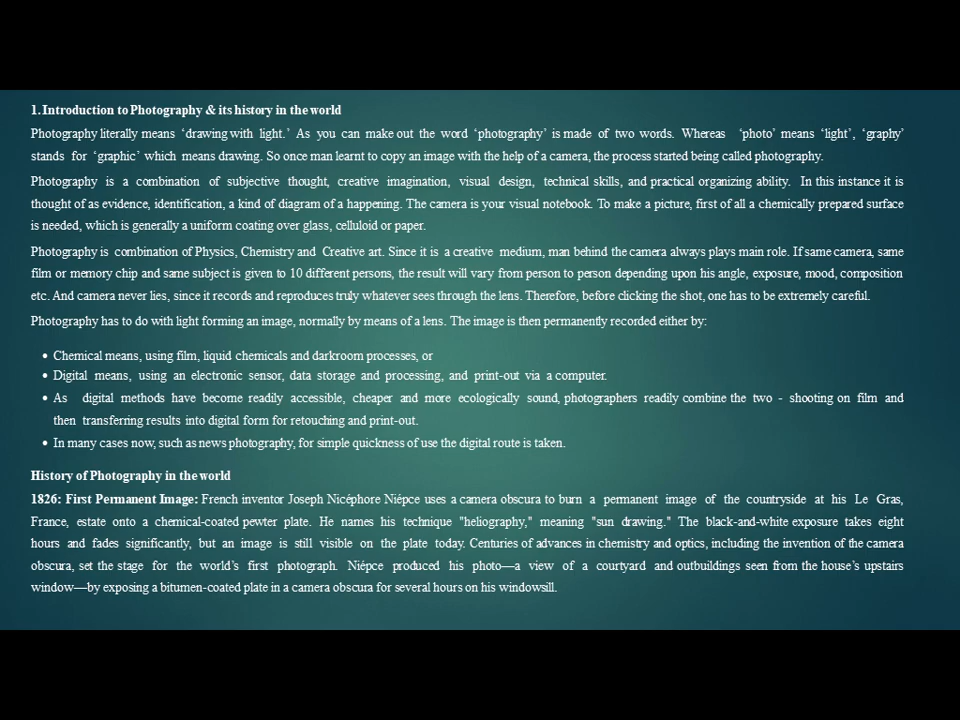 1. Introduction to Photography & its history in the world
Photography literally means ‘drawing with light.’ As you can make out the word ‘photography’ is made of two words. Whereas ‘photo’ means ‘light’, ‘graphy’
stands for ‘graphic’ which means drawing. So once man learnt to copy an image with the help of a camera, the process started being called photography.
Photography is a combination of subjective thought, creative imagination, visual design, technical skills, and practical organizing ability. In this instance it is
thought of as evidence, identification, a kind of diagram of a happening. The camera is your visual notebook. To make a picture, first of all a chemically prepared surface
is needed, which is generally a uniform coating over glass, celluloid or paper.
Photography is combination of Physics, Chemistry and Creative art. Since it is a creative medium, man behind the camera always plays main role. If same camera, same
film or memory chip and same subject is given to 10 different persons, the result will vary from person to person depending upon his angle, exposure, mood, composition
etc. And camera never lies, since it records and reproduces truly whatever sees through the lens. Therefore, before clicking the shot, one has to be extremely careful.
Photography has to do with light forming an image, normally by means of a lens. The image is then permanently recorded either by:
• Chemical means, using film, liquid chemicals and darkroom processes, or
• Digital means, using an electronic sensor, data storage and processing, and print-out via a computer.
• As digital methods have become readily accessible, cheaper and more ecologically sound, photographers readily combine the two - shooting on film and
then transferring results into digital form for retouching and print-out.
• In many cases now, such as news photography, for simple quickness of use the digital route is taken.
History of Photography in the world
1826: First Permanent Image: French inventor Joseph Nicéphore Niépce uses a camera obscura to burn a permanent image of the countryside at his Le Gras,
France, estate onto a chemical-coated pewter plate. He names his technique "heliography," meaning "sun drawing." The black-and-white exposure takes eight
hours and fades significantly, but an image is still visible on the plate today. Centuries of advances in chemistry and optics, including the invention of the camera
obscura, set the stage for the world’s first photograph. Niépce produced his photo—a view of a courtyard and outbuildings seen from the house’s upstairs
window—by exposing a bitumen-coated plate in a camera obscura for several hours on his windowsill.